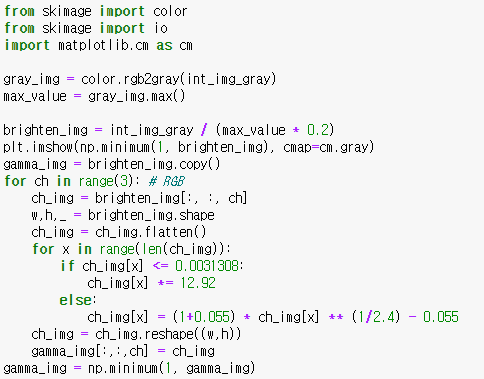 from skimage import color
from skimage import io
import matplotlib.cm as cm

gray_img = color.rgb2gray(int_img_gray)
max_value = gray_img.max()

brighten_img = int_img_gray / (max_value * 0.2)
plt.imshow(np.minimum(1, brighten_img), cmap=cm.gray)
gamma_img = brighten_img.copy()
for ch in range(3): # RGB
    ch_img = brighten_img[:, :, ch]
    w,h,_ = brighten_img.shape
    ch_img = ch_img.flatten()
    for x in range(len(ch_img)):
        if ch_img[x] <= 0.0031308:
            ch_img[x] *= 12.92
        else:
            ch_img[x] = (1+0.055) * ch_img[x] ** (1/2.4) - 0.055
    ch_img = ch_img.reshape((w,h))
    gamma_img[:,:,ch] = ch_img
gamma_img = np.minimum(1, gamma_img)